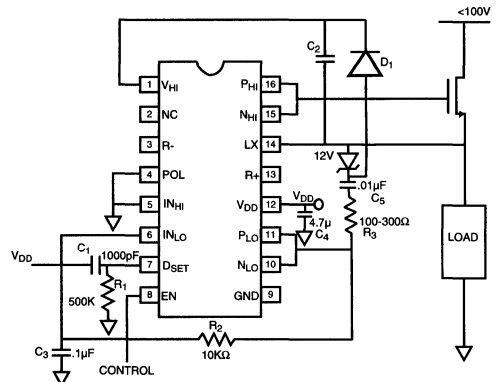 <100V
C2
D1
1 VHI
2 NC
3 R-
4 POL
5 INHI
6 INLO
7 DSET
8 EN
PHI 16
NHI 15
LX 14
R+ 13
VDD 12
PLO 11
NLO 10
GND 9
12V
.01µF
C5
VDD
4.7µ
C4
100-300Ω
R3
LOAD
VDD
C1
1000pF
R1
500K
R2
10KΩ
C3
.1µF
CONTROL